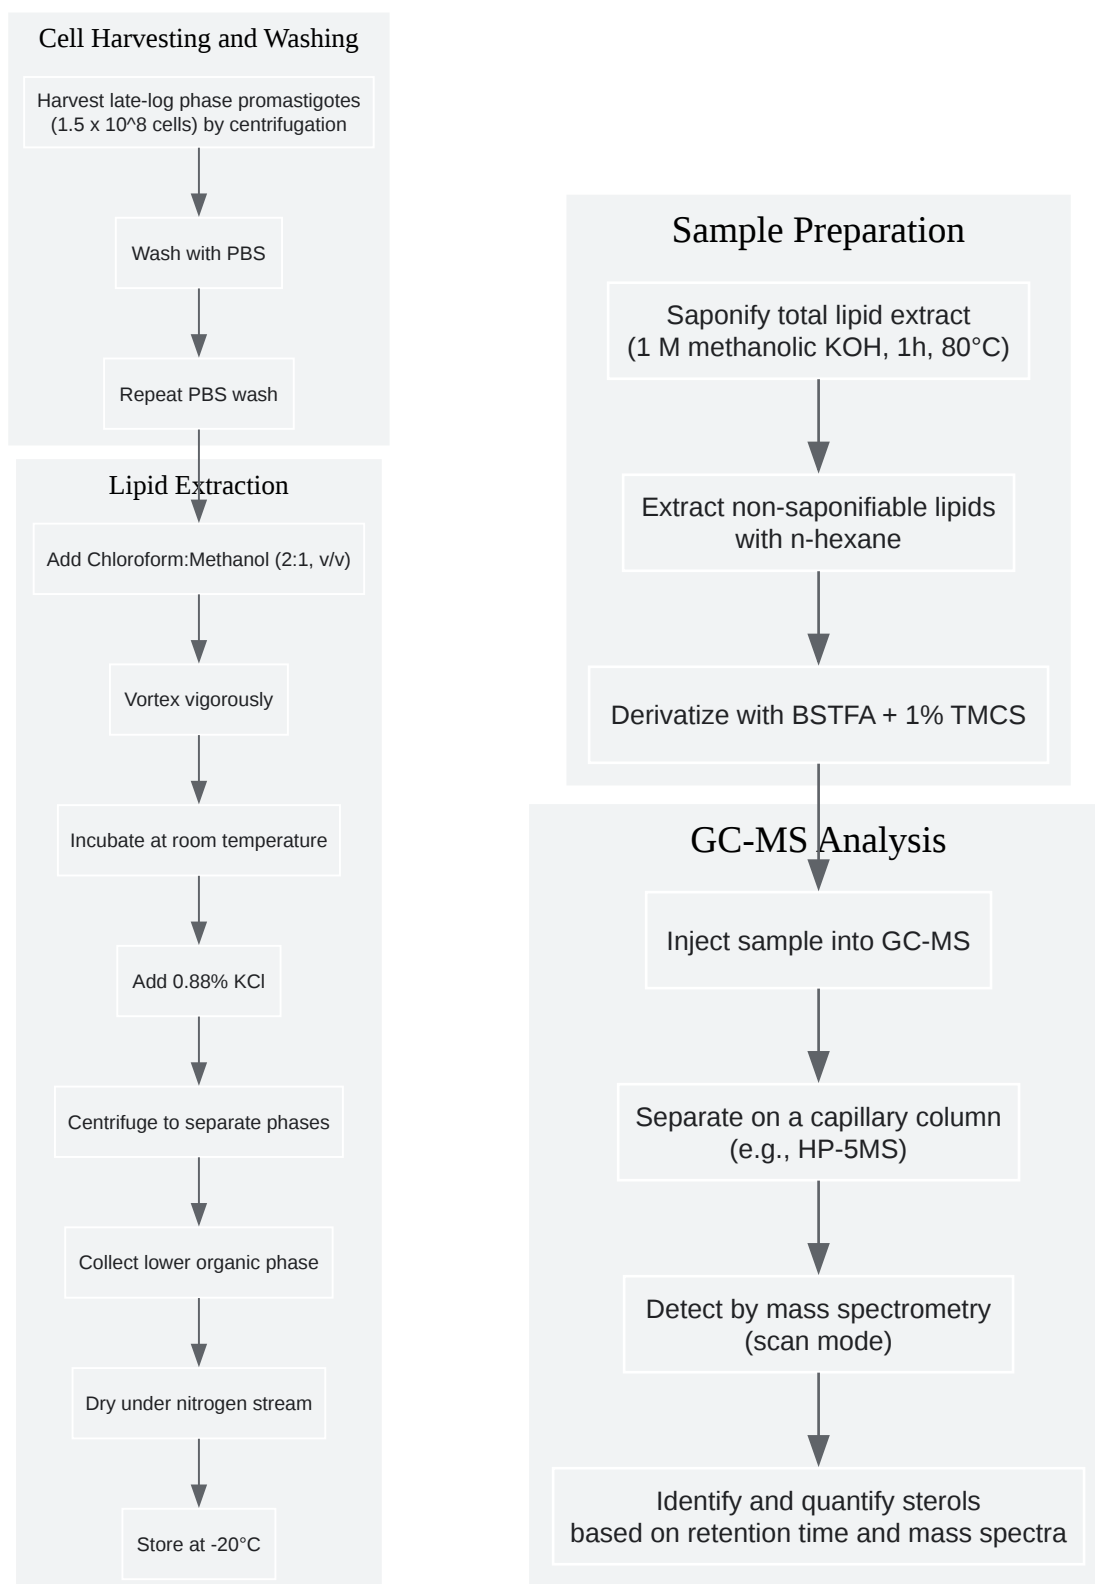 Cell Harvesting and Washing
Harvest late-log phase promastigotes
(1.5 x 10^8 cells) by centrifugation
Wash with PBS
Repeat PBS wash
Lipid Extraction
Add Chloroform:Methanol (2:1, v/v)
Vortex vigorously
Incubate at room temperature
Add 0.88% KCl
Centrifuge to separate phases
Collect lower organic phase
Dry under nitrogen stream
Store at -20°C
Sample Preparation
Saponify total lipid extract
(1 M methanolic KOH, 1h, 80°C)
Extract non-saponifiable lipids
with n-hexane
Derivatize with BSTFA + 1% TMCS
GC-MS Analysis
Inject sample into GC-MS
Separate on a capillary column
(e.g., HP-5MS)
Detect by mass spectrometry
(scan mode)
Identify and quantify sterols
based on retention time and mass spectra